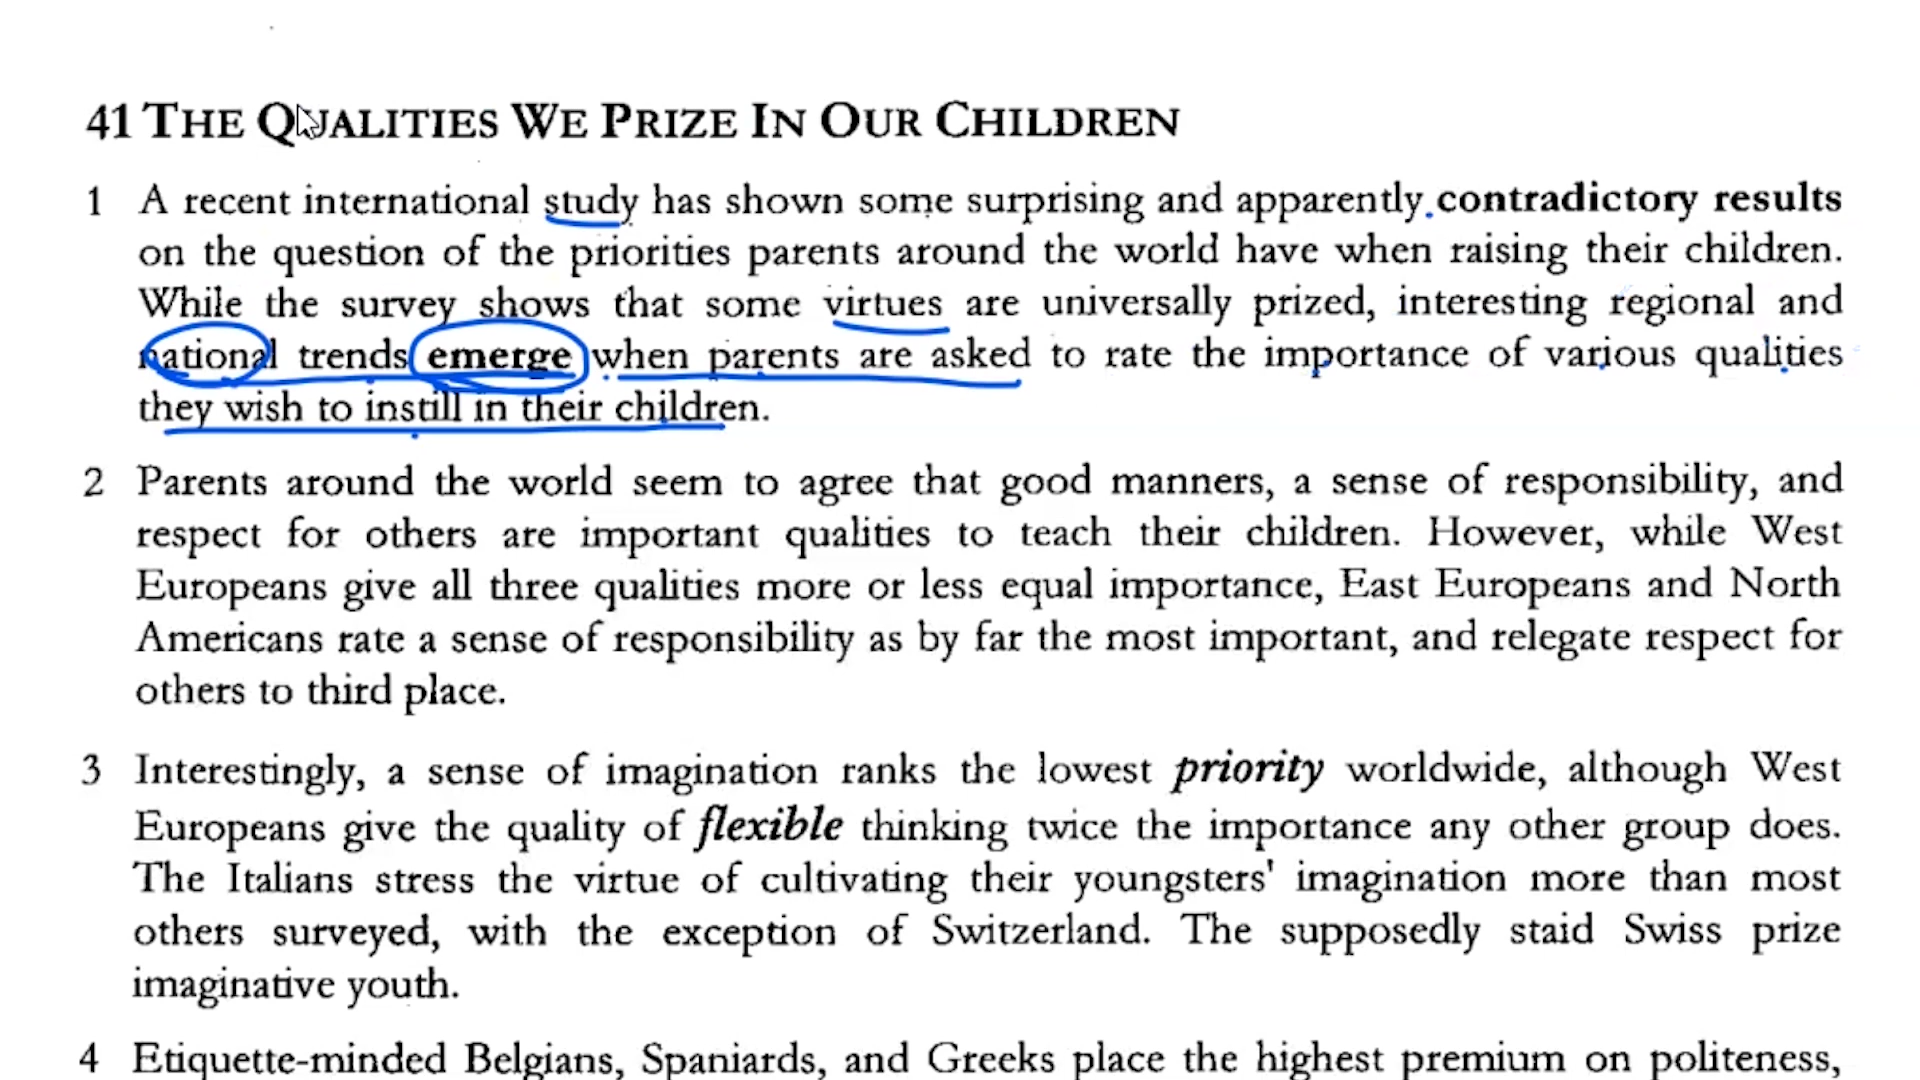 41 THE QUALITIES WE PRIZE IN OUR CHILDREN
1 A recent international study has shown some surprising and apparently contradictory results
on the question of the priorities parents around the world have when raising their children.
While the survey shows that some virtues are universally prized, interesting regional and
national trends emerge when parents are asked to rate the importance of various qualities
they wish to instill in their children.
2 Parents around the world seem to agree that good manners, a sense of responsibility, and
respect for others are important qualities to teach their children. However, while West
Europeans give all three qualities more or less equal importance, East Europeans and North
Americans rate a sense of responsibility as by far the most important, and relegate respect for
others to third place.
3 Interestingly, a sense of imagination ranks the lowest priority worldwide, although West
Europeans give the quality of flexible thinking twice the importance any other group does.
The Italians stress the virtue of cultivating their youngsters' imagination more than most
others surveyed, with the exception of Switzerland. The supposedly staid Swiss prize
imaginative youth.
4 Etiquette-minded Belgians, Spaniards, and Greeks place the highest premium on politeness,